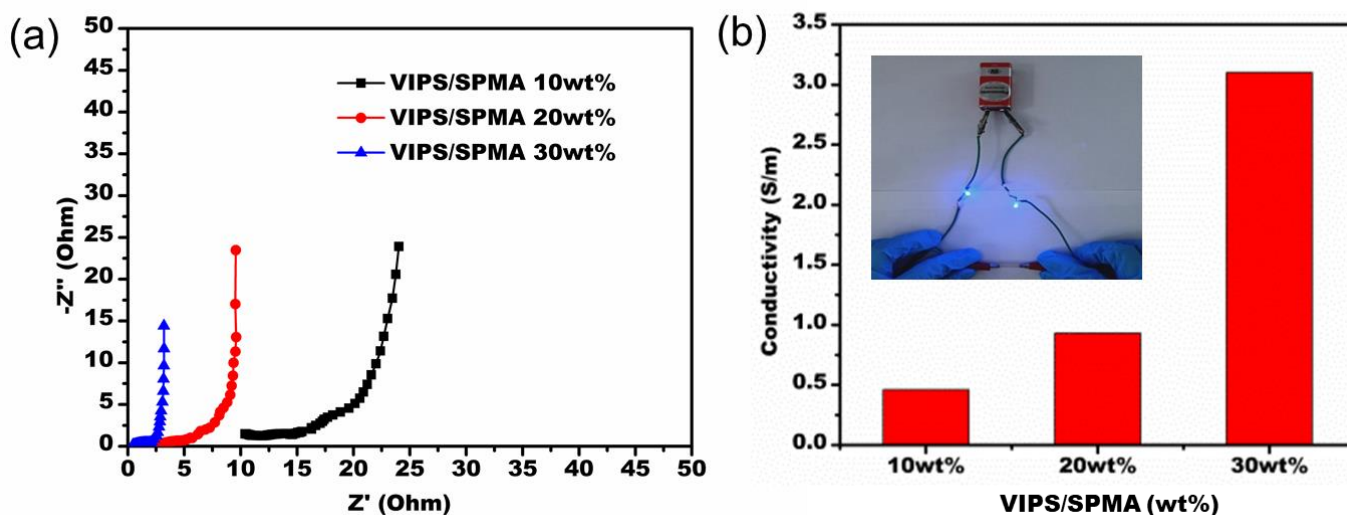 (a)
50
45
40
35
30
25
20
15
10
5
0
-Z" (Ohm)
VIPS/SPMA 10wt%
VIPS/SPMA 20wt%
VIPS/SPMA 30wt%
0 5 10 15 20 25 30 35 40 45 50
Z' (Ohm)
(b)
3.5
3.0
2.5
2.0
1.5
1.0
0.5
0.0
Conductivity (S/m)
10wt% 20wt% 30wt%
VIPS/SPMA (wt%)